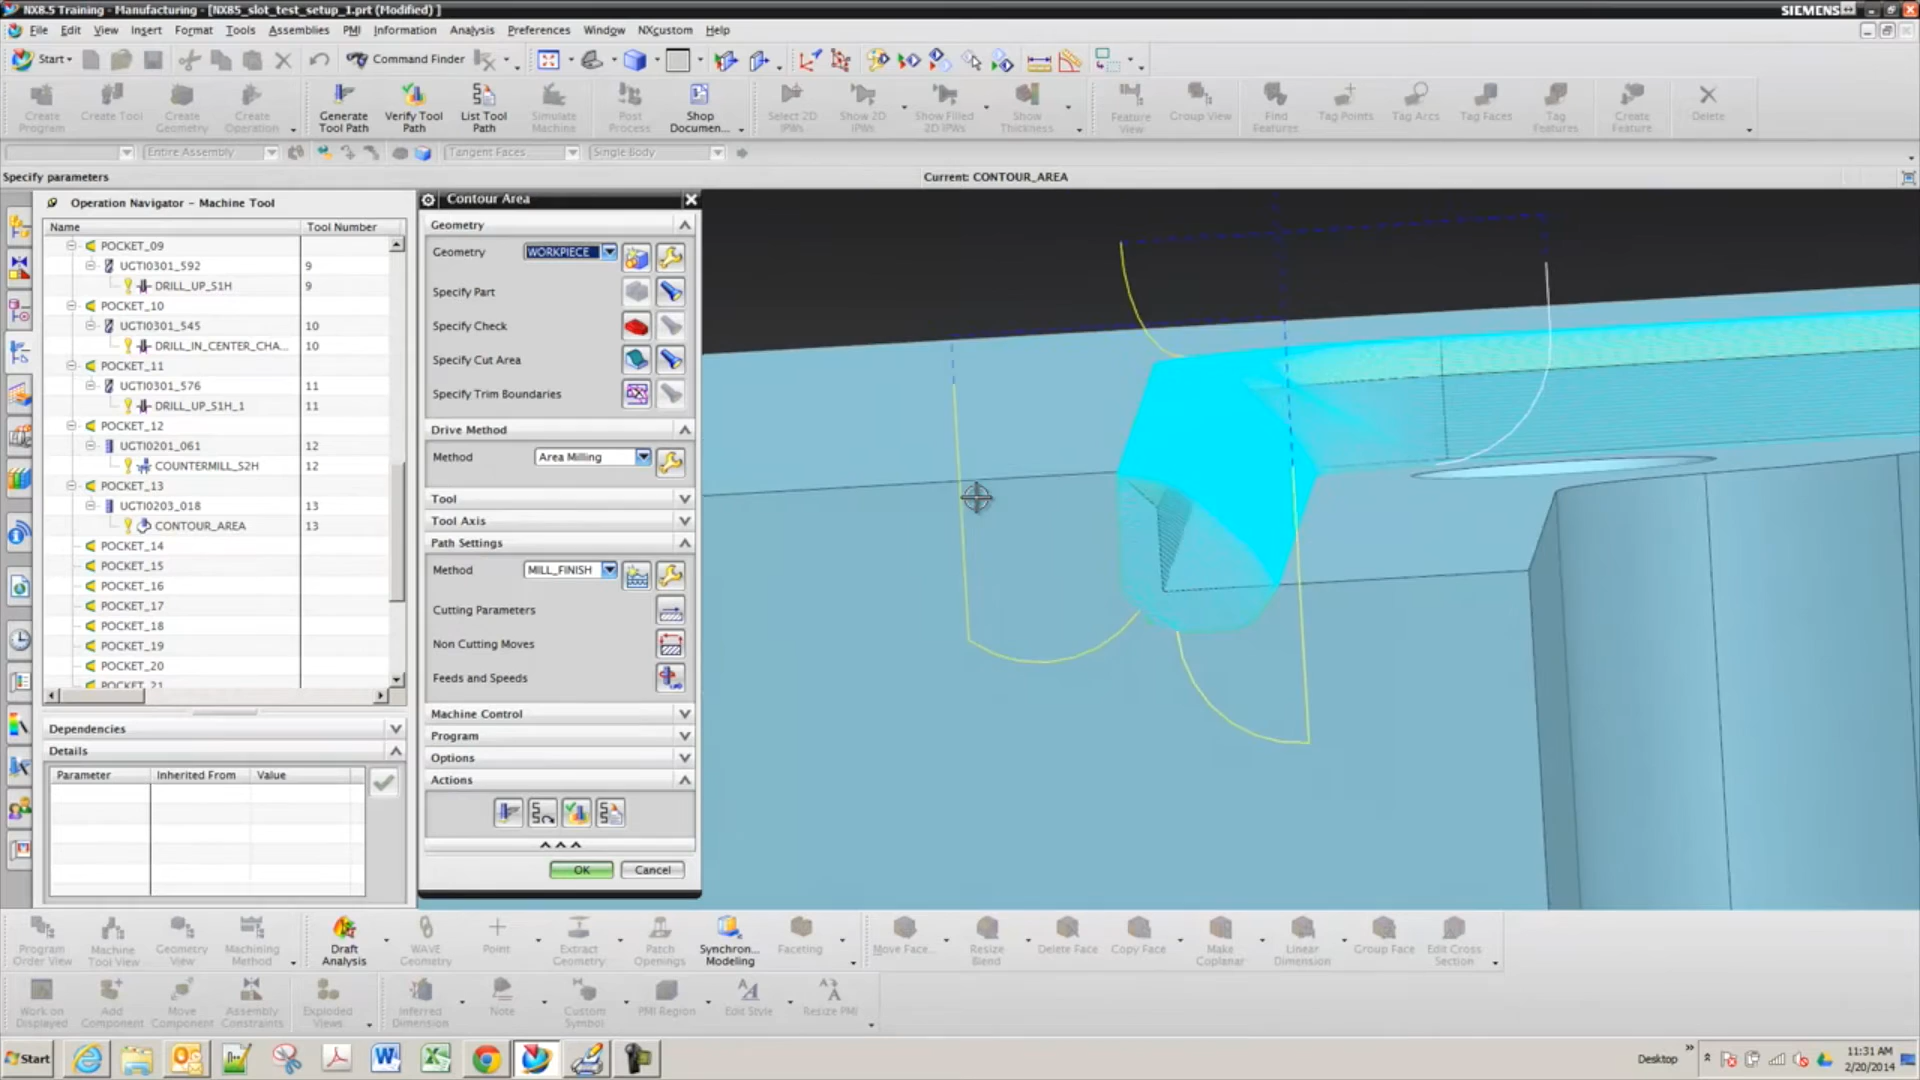 NX8.5 Training - Manufacturing - [NX85_slot_test_setup_1.prt (Modified) ]
SIEMENS
File Edit View Insert Format Tools Assemblies PMI Information Analysis Preferences Window NXcustom Help
Start Command Finder
Create Program
Create Tool
Create Geometry
Create Operation
Generate Tool Path
Verify Tool Path
List Tool Path
Simulate Machine
Post Process
Shop Documen...
Select 2D IPWs
Show 2D IPWs
Show Filled 2D IPWs
Show Thickness
Feature View
Group View
Find Features
Tag Points
Tag Arcs
Tag Faces
Tag Features
Create Feature
Delete
Entire Assembly Tangent Faces Single Body
Specify parameters
Current: CONTOUR_AREA
Operation Navigator - Machine Tool
Name Tool Number
POCKET_09
UGTI0301_592 9
DRILL_UP_S1H 9
POCKET_10
UGTI0301_545 10
DRILL_IN_CENTER_CHA... 10
POCKET_11
UGTI0301_576 11
DRILL_UP_S1H_1 11
POCKET_12
UGTI0201_061 12
COUNTERMILL_S2H 12
POCKET_13
UGTI0203_018 13
CONTOUR_AREA 13
POCKET_14
POCKET_15
POCKET_16
POCKET_17
POCKET_18
POCKET_19
POCKET_20
POCKET_21
Dependencies
Details
Parameter Inherited From Value
Contour Area
Geometry
Geometry WORKPIECE
Specify Part
Specify Check
Specify Cut Area
Specify Trim Boundaries
Drive Method
Method Area Milling
Tool
Tool Axis
Path Settings
Method MILL_FINISH
Cutting Parameters
Non Cutting Moves
Feeds and Speeds
Machine Control
Program
Options
Actions
OK Cancel
Program Order View
Machine Tool View
Geometry View
Machining Method
Draft Analysis
WAVE Geometry
Point
Extract Geometry
Patch Openings
Synchron... Modeling
Faceting
Move Face...
Resize Blend
Delete Face
Copy Face
Make Coplanar
Linear Dimension
Group Face
Edit Cross Section
Work on Displayed
Add Component
Move Component
Assembly Constraints
Exploded Views
Inferred Dimension
Note
Custom Symbol
PMI Region
Edit Style
Resize PMI
Start
Desktop
11:31 AM
2/20/2014